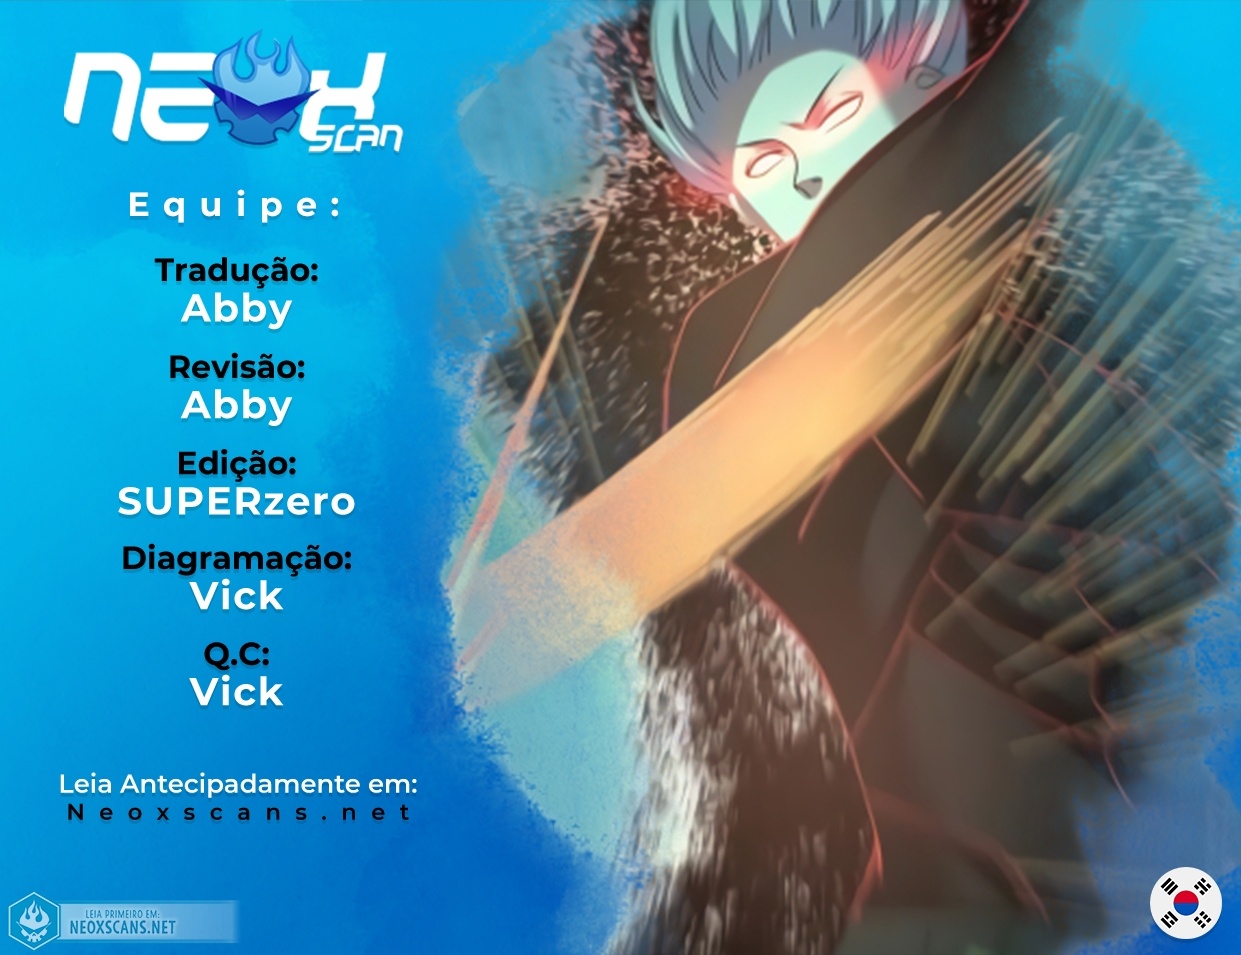 NEOX
SCAN
Equipe:
Tradução:
Abby
Revisão:
Abby
Edição:
SUPERzero
Diagramação:
Vick
Q.C:
Vick
Leia Antecipadamente em:
Neoxscans.net
LEIA PRIMEIRO EM:
NEOXSCANS.NET